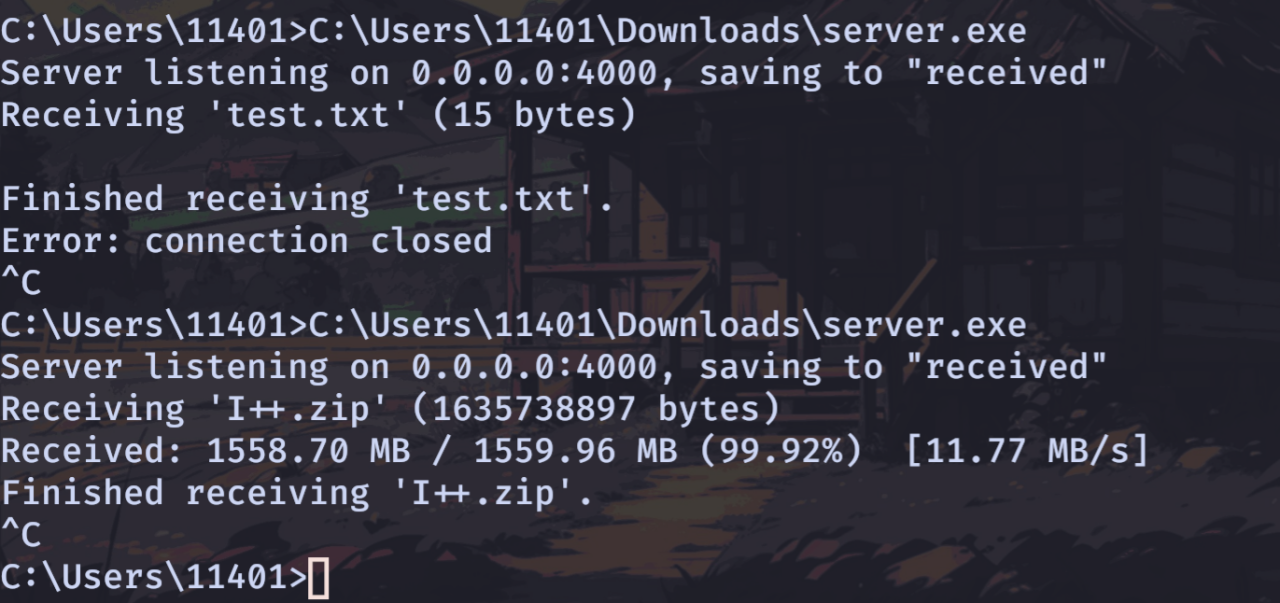 C:\Users\11401>C:\Users\11401\Downloads\server.exe
Server listening on 0.0.0.0:4000, saving to "received"
Receiving 'test.txt' (15 bytes)
Finished receiving 'test.txt'.
Error: connection closed
^C
C:\Users\11401>C:\Users\11401\Downloads\server.exe
Server listening on 0.0.0.0:4000, saving to "received"
Receiving 'I++.zip' (1635738897 bytes)
Received: 1558.70 MB / 1559.96 MB (99.92%)  [11.77 MB/s]
Finished receiving 'I++.zip'.
^C
C:\Users\11401>